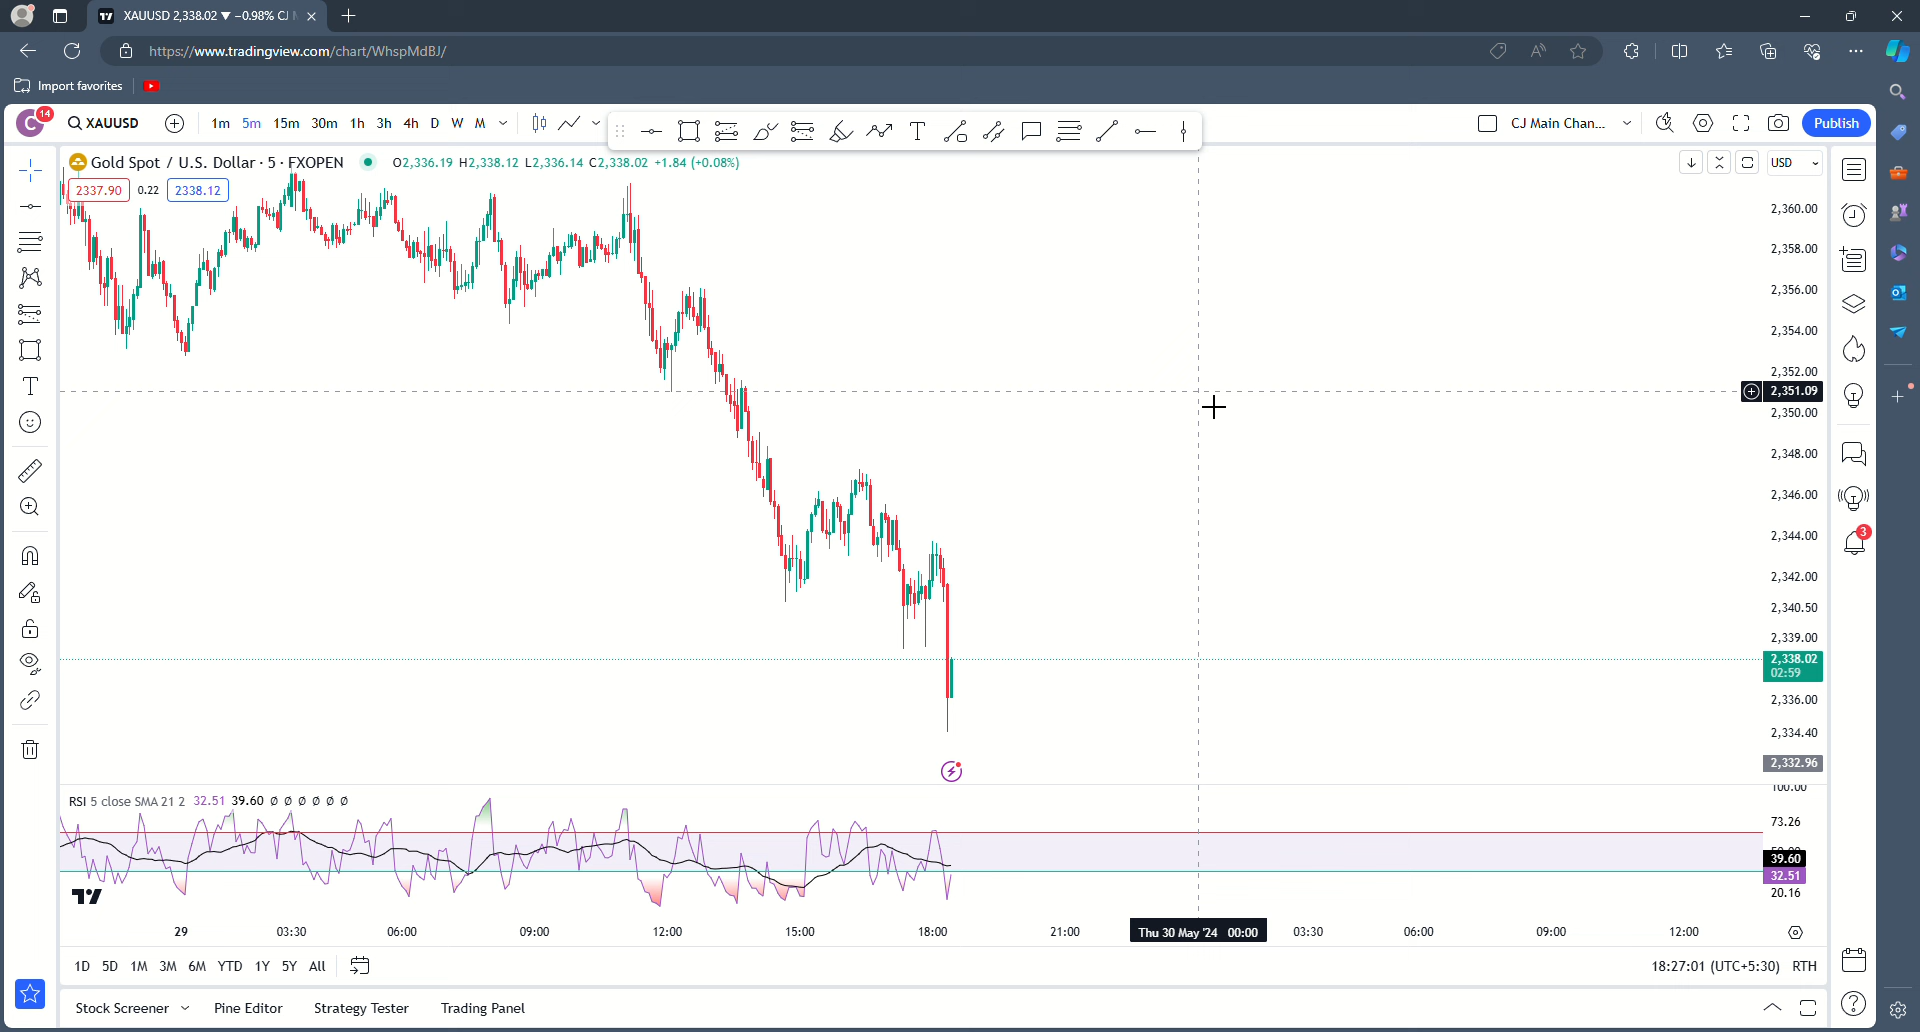 XAUUSD 2,338.02 ▼ −0.98% CJ
https://www.tradingview.com/chart/WhspMdBJ/
Import favorites
C 14 XAUUSD 1m 5m 15m 30m 1h 3h 4h D W M CJ Main Chan... Publish
Gold Spot / U.S. Dollar · 5 · FXOPEN O2,336.19 H2,338.12 L2,336.14 C2,338.02 +1.84 (+0.08%) USD
2337.90 0.22 2338.12
2,360.00
2,358.00
2,356.00
2,354.00
2,352.00
2,351.09
2,350.00
2,348.00
2,346.00
2,344.00
3
2,342.00
2,340.50
2,339.00
2,338.02
02:59
2,336.00
2,334.40
2,332.96
RSI 5 close SMA 21 2 32.51 39.60 ∅ ∅ ∅ ∅ ∅ ∅
100.00
73.26
39.60
32.51
20.16
29 03:30 06:00 09:00 12:00 15:00 18:00 21:00 Thu 30 May '24 00:00 03:30 06:00 09:00 12:00
1D 5D 1M 3M 6M YTD 1Y 5Y All 18:27:01 (UTC+5:30) RTH
Stock Screener Pine Editor Strategy Tester Trading Panel